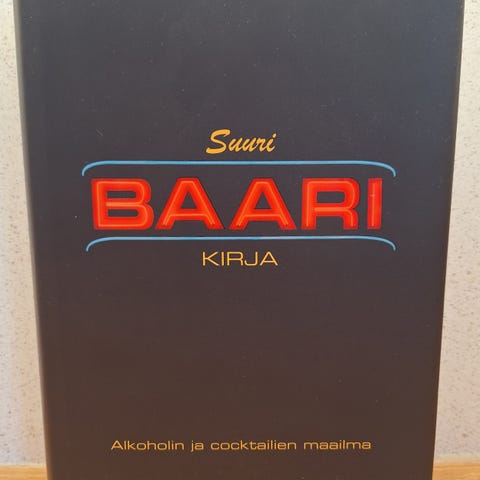 Suuri
BAARI
KIRJA
Alkoholin ja cocktailien maailma